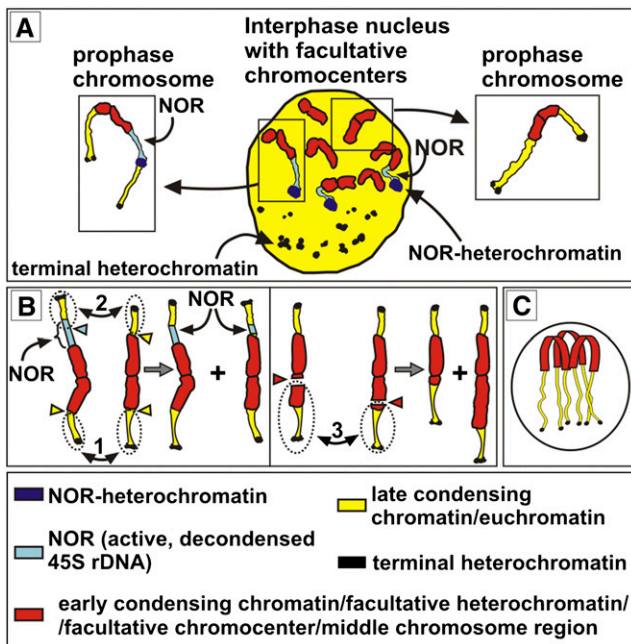 A
Interphase nucleus
with facultative
chromocenters
prophase
chromosome
NOR
prophase
chromosome
NOR
NOR-heterochromatin
terminal heterochromatin
B
2
NOR
NOR
+
1
3
+
C
NOR-heterochromatin
NOR (active, decondensed
45S rDNA)
late condensing
chromatin/euchromatin
terminal heterochromatin
early condensing chromatin/facultative heterochromatin/
/facultative chromocenter/middle chromosome region